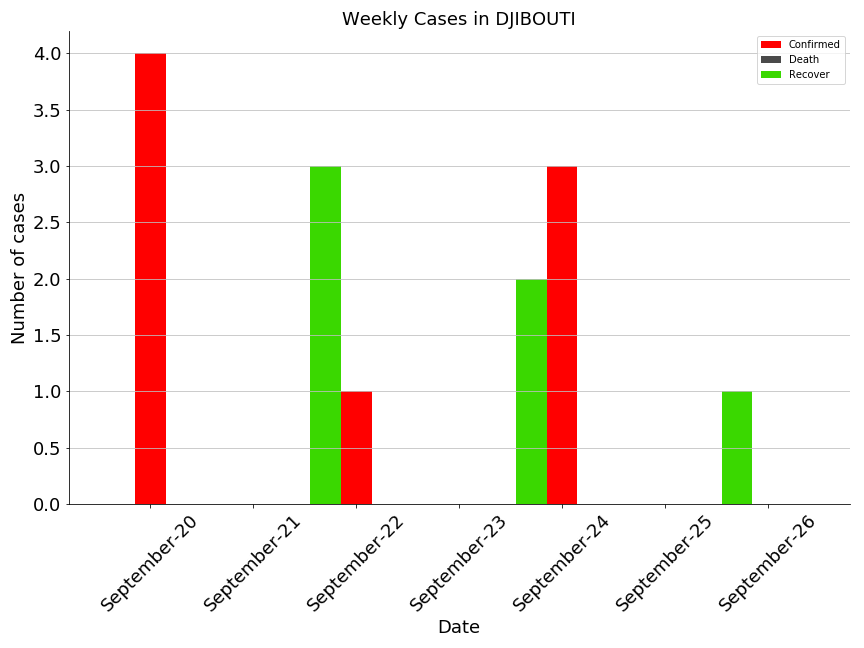 Weekly Cases in DJIBOUTI
Confirmed
Death
Recover
Number of cases
4.0
3.5
3.0
2.5
2.0
1.5
1.0
0.5
0.0
September-20
September-21
September-22
September-23
September-24
September-25
September-26
Date